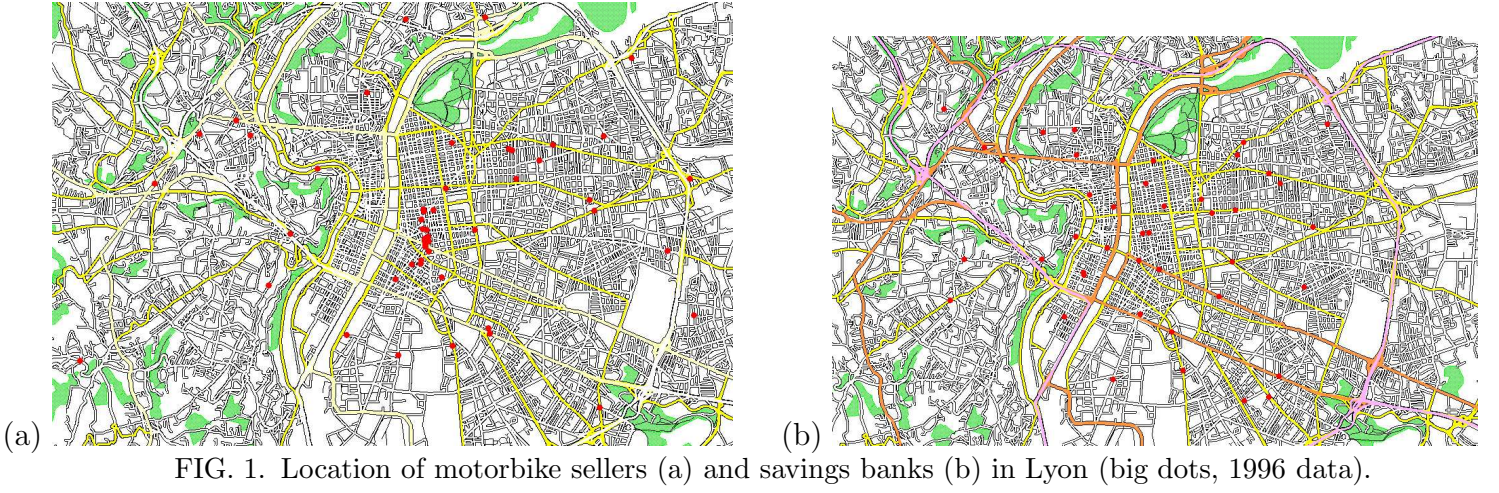 (a)
(b)
FIG. 1. Location of motorbike sellers (a) and savings banks (b) in Lyon (big dots, 1996 data).